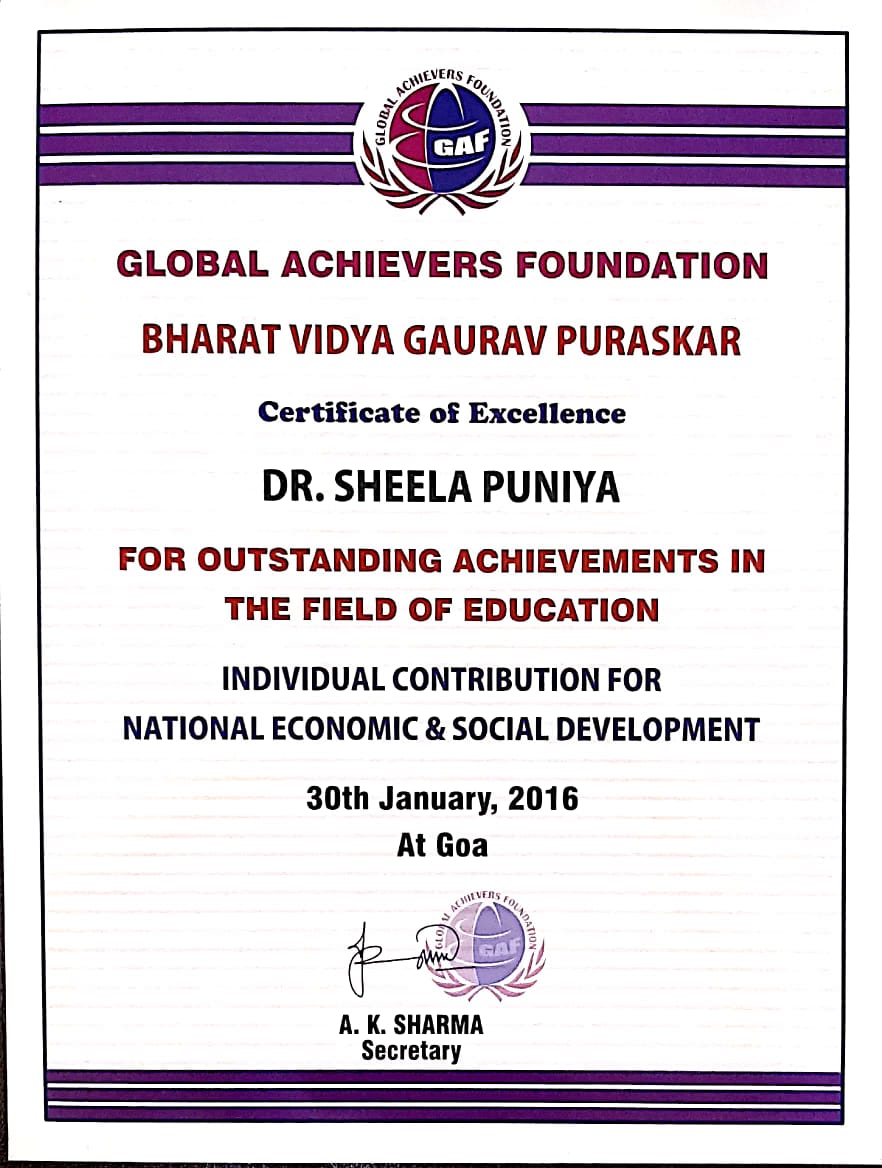 GLOBAL ACHIEVERS FOUNDATION
GAF
GLOBAL ACHIEVERS FOUNDATION
BHARAT VIDYA GAURAV PURASKAR
Certificate of Excellence
DR. SHEELA PUNIYA
FOR OUTSTANDING ACHIEVEMENTS IN
THE FIELD OF EDUCATION
INDIVIDUAL CONTRIBUTION FOR
NATIONAL ECONOMIC & SOCIAL DEVELOPMENT
30th January, 2016
At Goa
GLOBAL ACHIEVERS FOUNDATION
GAF
A. K. SHARMA
Secretary